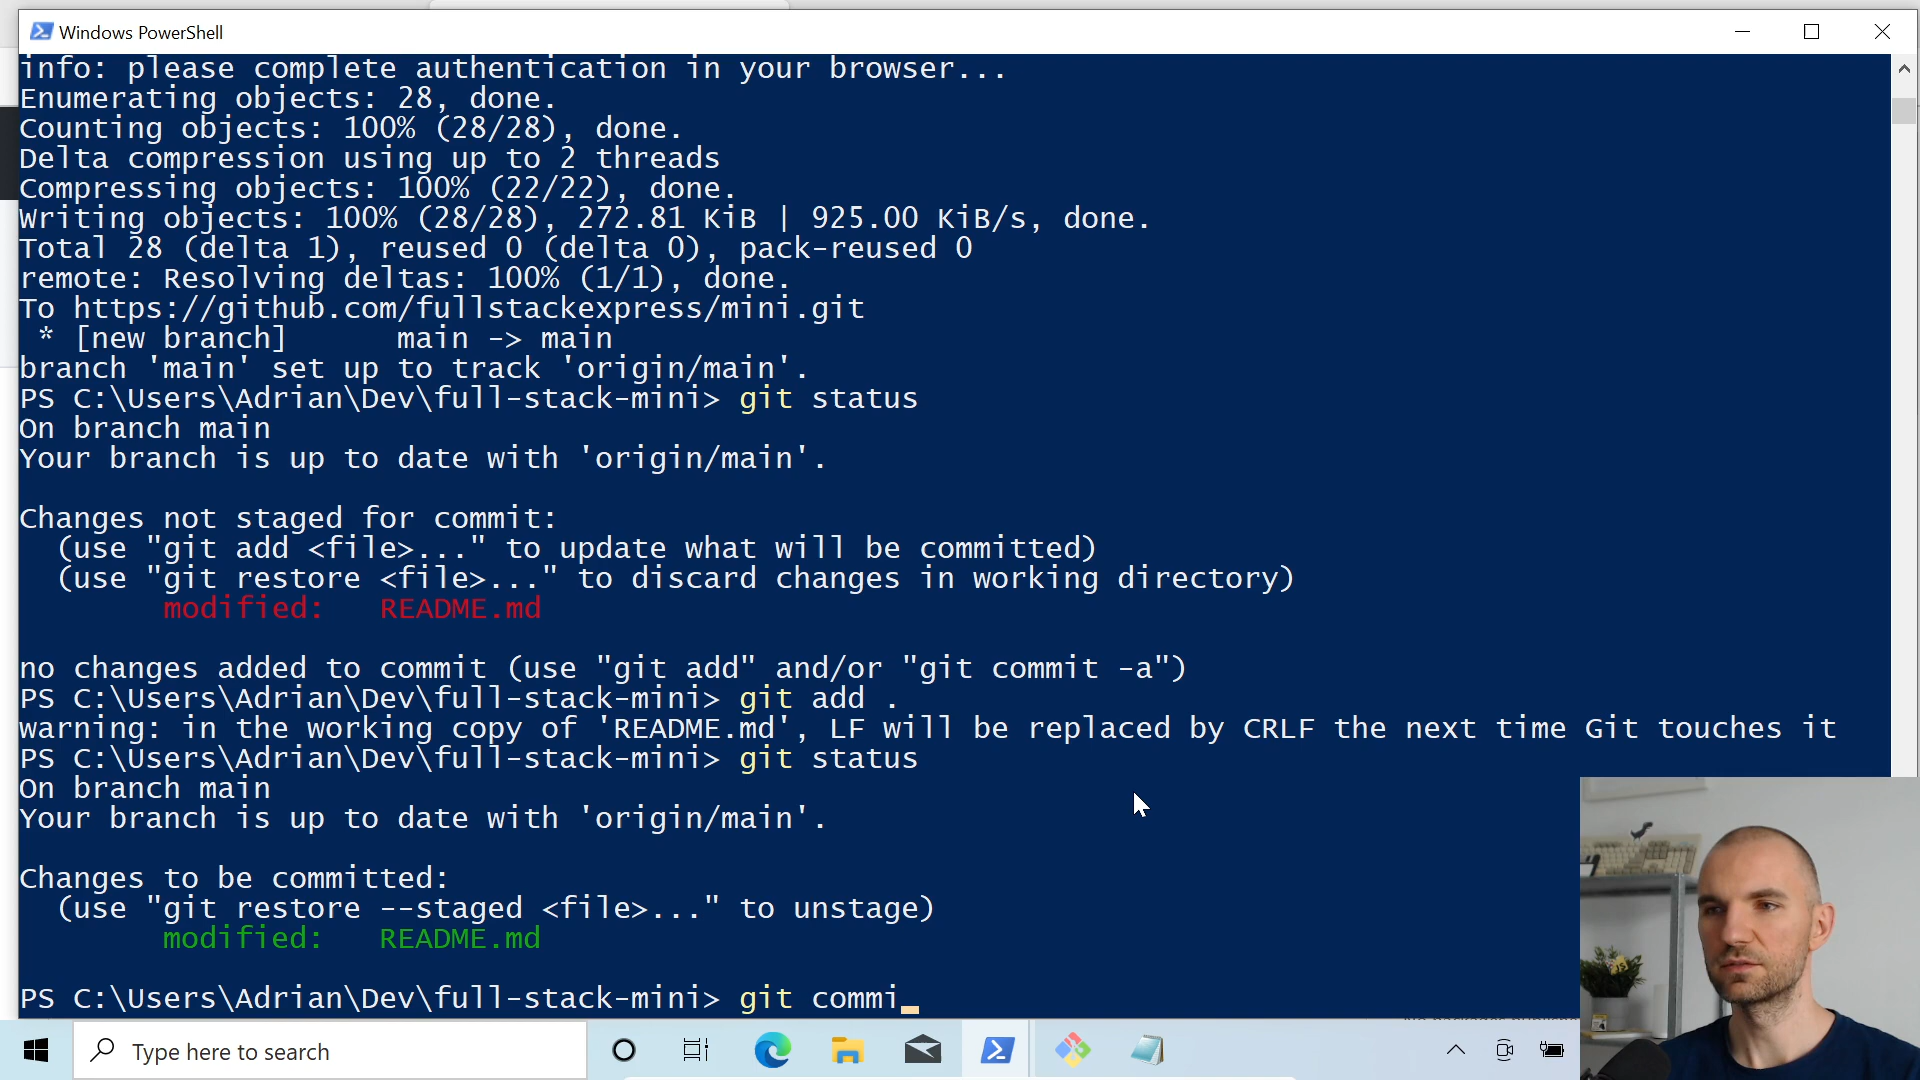 Windows PowerShell
info: please complete authentication in your browser...
Enumerating objects: 28, done.
Counting objects: 100% (28/28), done.
Delta compression using up to 2 threads
Compressing objects: 100% (22/22), done.
Writing objects: 100% (28/28), 272.81 KiB | 925.00 KiB/s, done.
Total 28 (delta 1), reused 0 (delta 0), pack-reused 0
remote: Resolving deltas: 100% (1/1), done.
To https://github.com/fullstackexpress/mini.git
 * [new branch]      main -> main
branch 'main' set up to track 'origin/main'.
PS C:\Users\Adrian\Dev\full-stack-mini> git status
On branch main
Your branch is up to date with 'origin/main'.
Changes not staged for commit:
  (use "git add <file>..." to update what will be committed)
  (use "git restore <file>..." to discard changes in working directory)
        modified:   README.md
no changes added to commit (use "git add" and/or "git commit -a")
PS C:\Users\Adrian\Dev\full-stack-mini> git add .
warning: in the working copy of 'README.md', LF will be replaced by CRLF the next time Git touches it
PS C:\Users\Adrian\Dev\full-stack-mini> git status
On branch main
Your branch is up to date with 'origin/main'.
Changes to be committed:
  (use "git restore --staged <file>..." to unstage)
        modified:   README.md
PS C:\Users\Adrian\Dev\full-stack-mini> git commi
Type here to search